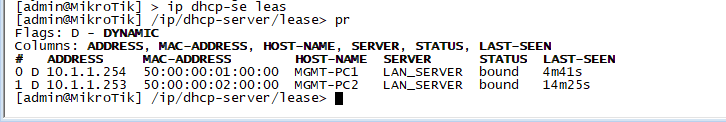 [admin@MikroTik] > ip dhcp-se leas
[admin@MikroTik] /ip/dhcp-server/lease> pr
Flags: D - DYNAMIC
Columns: ADDRESS, MAC-ADDRESS, HOST-NAME, SERVER, STATUS, LAST-SEEN
#   ADDRESS     MAC-ADDRESS        HOST-NAME  SERVER      STATUS  LAST-SEEN
0 D 10.1.1.254  50:00:00:01:00:00  MGMT-PC1   LAN_SERVER  bound   4m41s
1 D 10.1.1.253  50:00:00:02:00:00  MGMT-PC2   LAN_SERVER  bound   14m25s
[admin@MikroTik] /ip/dhcp-server/lease>